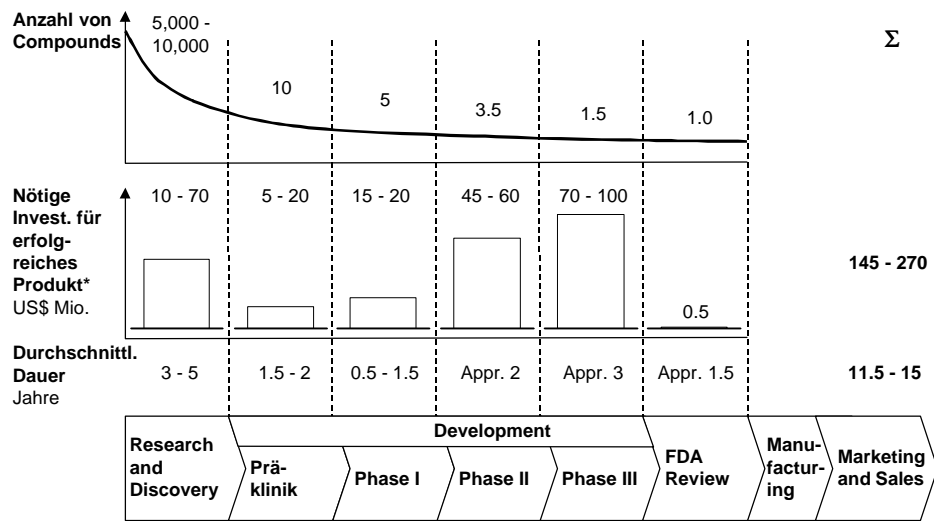 Anzahl von
Compounds
5,000 -
10,000
10
5
3.5
1.5
1.0
Σ
Nötige
Invest. für
erfolg-
reiches
Produkt*
US$ Mio.
10 - 70
5 - 20
15 - 20
45 - 60
70 - 100
0.5
145 - 270
Durchschnittl.
Dauer
Jahre
3 - 5
1.5 - 2
0.5 - 1.5
Appr. 2
Appr. 3
Appr. 1.5
11.5 - 15
Research
and
Discovery
Development
Prä-
klinik
Phase I
Phase II
Phase III
FDA
Review
Manu-
factur-
ing
Marketing
and Sales